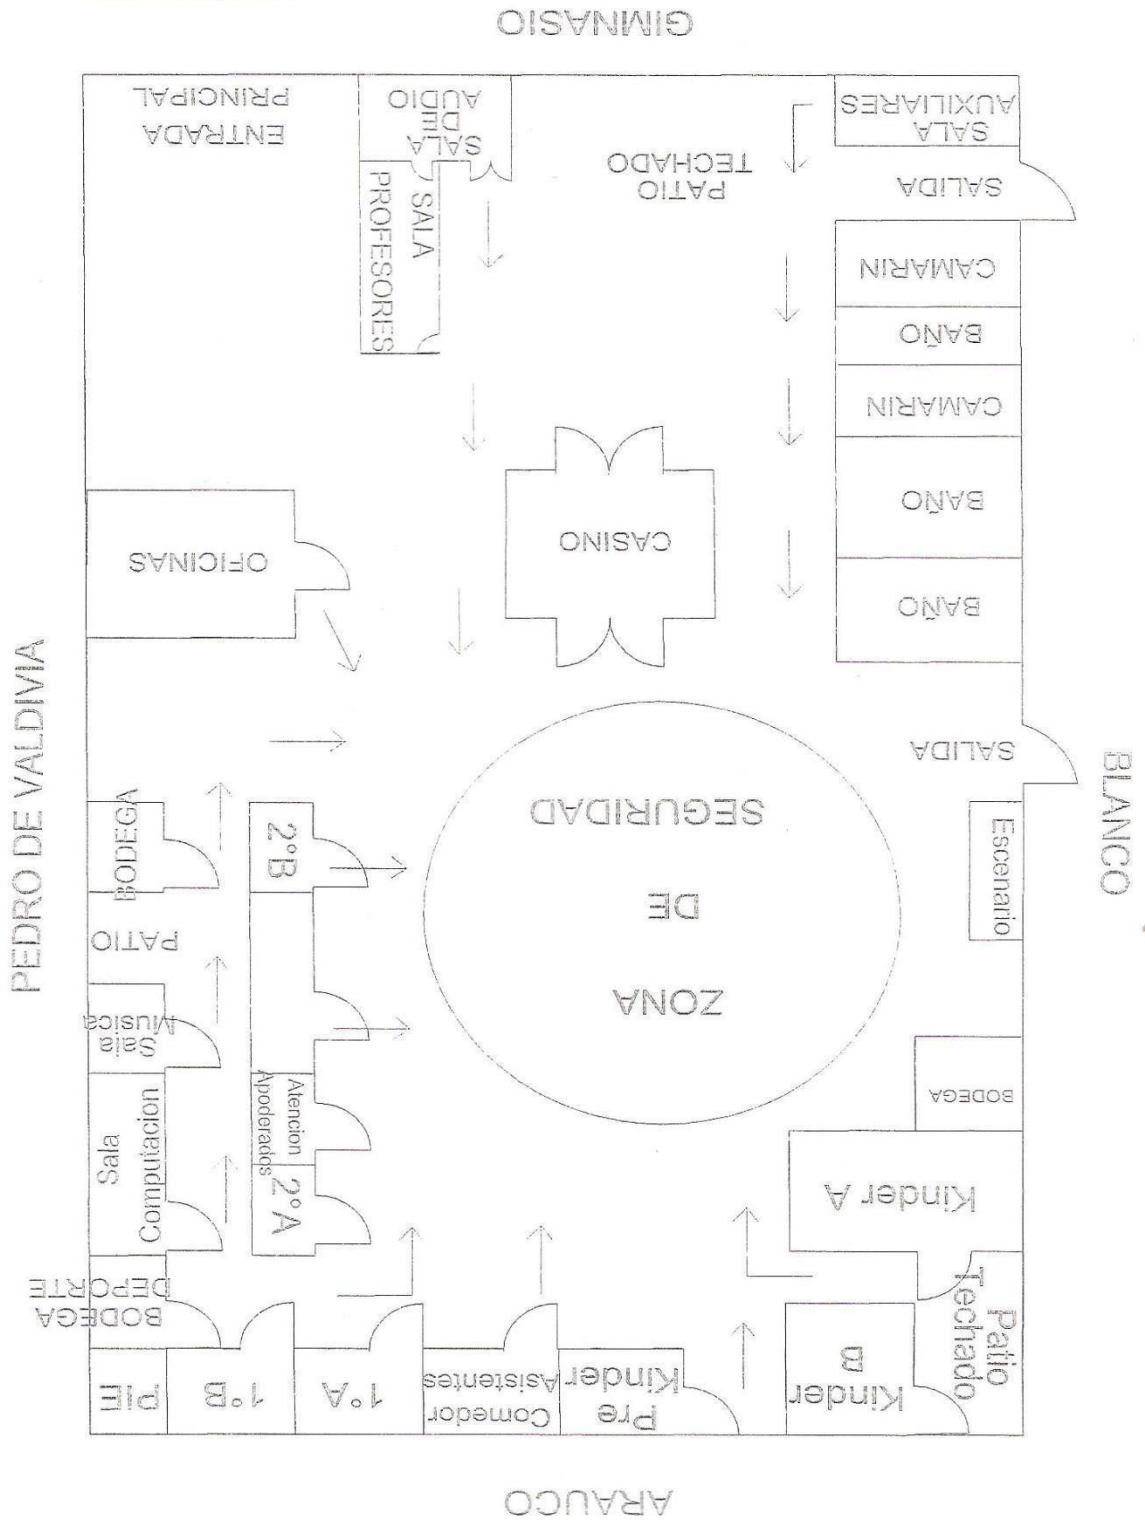 ARAUCO
PIE
1°B
1°A
Comedor
Asistentes
Pre
Kinder
Kinder
B
Patio
Techado
BODEGA
DEPORTE
Kinder A
2°A
Sala
Computacion
Atencion
Apoderados
BODEGA
Sala
Musica
ZONA
DE
SEGURIDAD
PATIO
Escenario
BODEGA
2°B
SALIDA
PEDRO DE VALDIVIA
BLANCO
OFICINAS
CASINO
BAÑO
BAÑO
CAMARIN
BAÑO
CAMARIN
SALA
PROFESORES
SALIDA
PATIO
TECHADO
SALA
DE
AUDIO
ENTRADA
PRINCIPAL
SALA
AUXILIARES
GIMNASIO